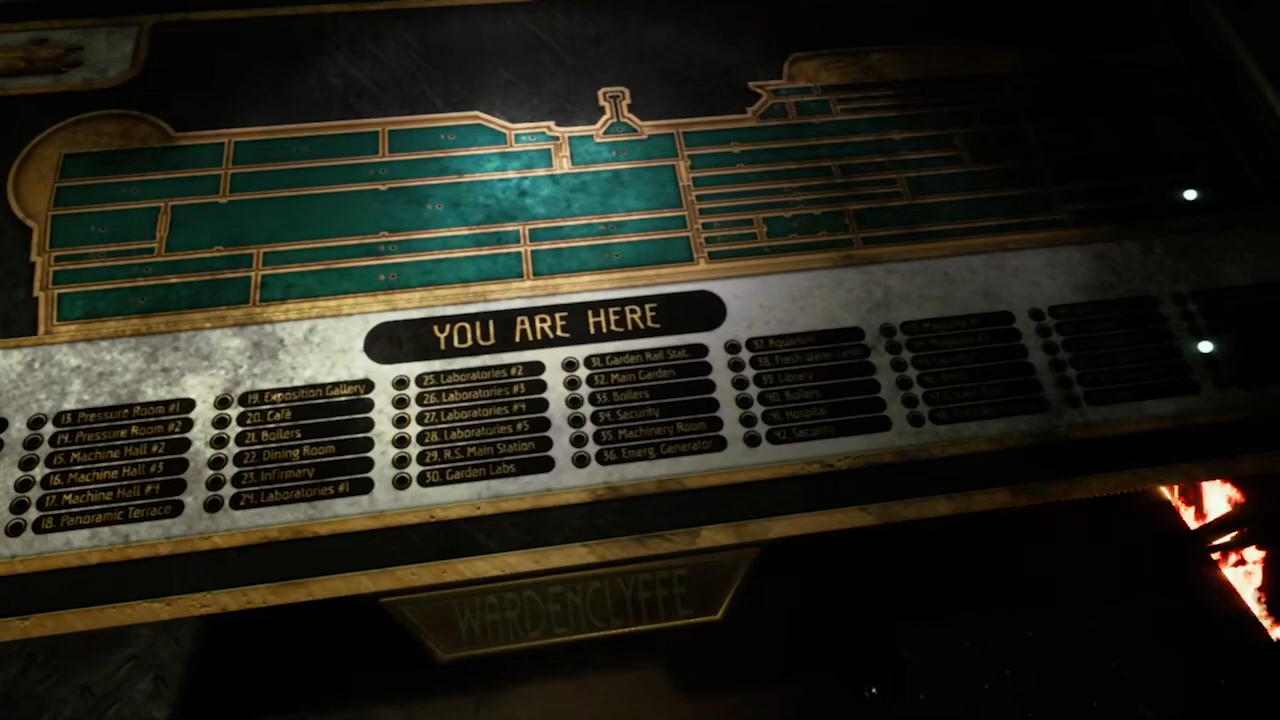 YOU ARE HERE
13. Pressure Room #1
14. Pressure Room #2
15. Machine Hall #2
16. Machine Hall #3
17. Machine Hall #4
18. Panoramic Terrace
19. Exposition Gallery
20. Cafè
21. Boilers
22. Dining Room
23. Infirmary
24. Laboratories #1
25. Laboratories #2
26. Laboratories #3
27. Laboratories #4
28. Laboratories #5
29. R.S. Main Station
30. Garden Labs
31. Garden Rail Stat.
32. Main Garden
33. Boilers
34. Security
35. Machinery Room
36. Emerg. Generator
37. Aquarium
38. Fresh Water
39. Library
40. Boilers
41. Hospital
42. Security
WARDENCLYFFE